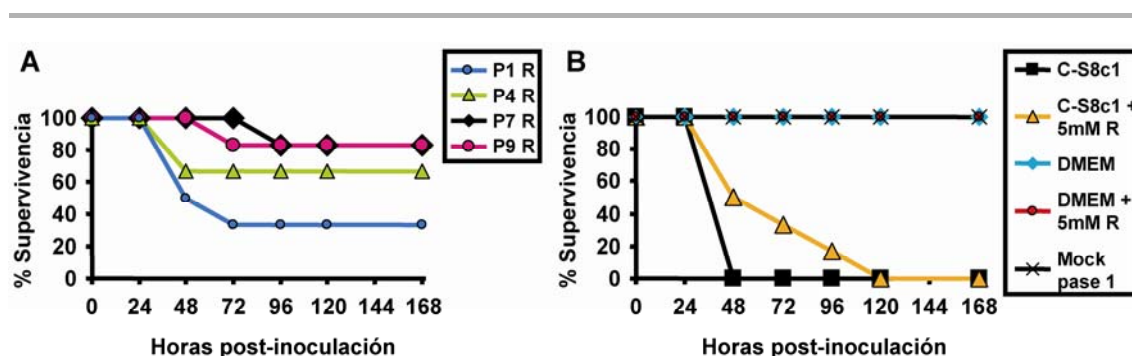 A
% Supervivencia
100
80
60
40
20
0
0 24 48 72 96 120 144 168
Horas post-inoculación
P1 R
P4 R
P7 R
P9 R
B
% Supervivencia
100
80
60
40
20
0
0 24 48 72 96 120 144 168
Horas post-inoculación
C-S8c1
C-S8c1 +
5mM R
DMEM
DMEM +
5mM R
Mock
pase 1